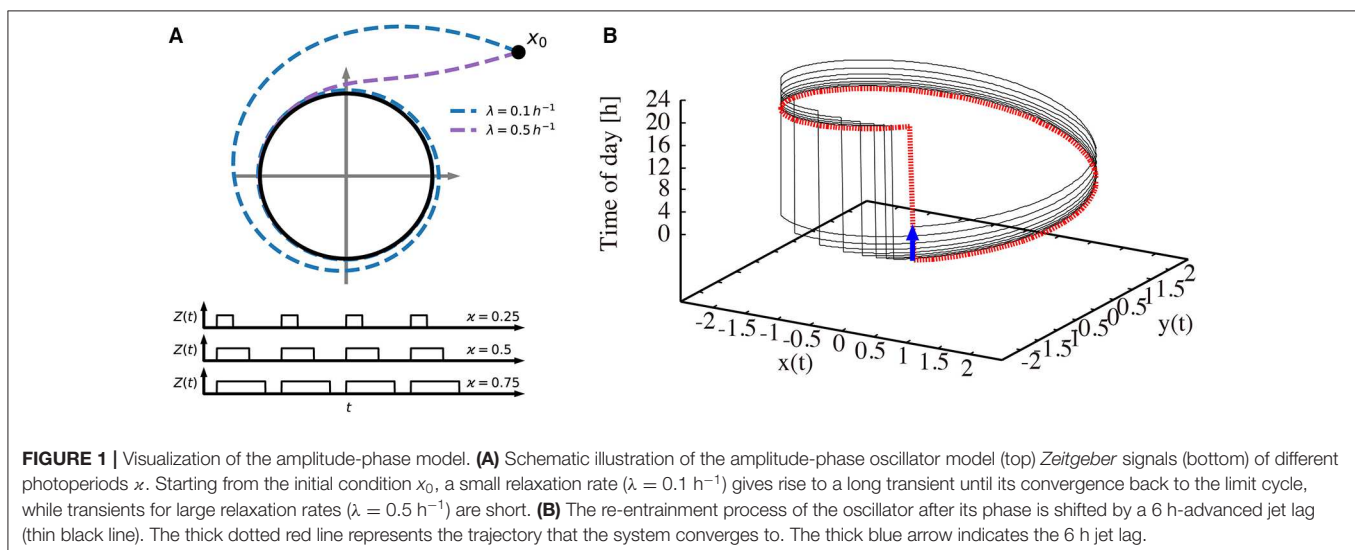 A
x₀
λ = 0.1 h⁻¹
λ = 0.5 h⁻¹
Z(t)
ϰ = 0.25
Z(t)
ϰ = 0.5
Z(t)
ϰ = 0.75
t
B
Time of day [h]
24
20
16
12
8
4
0
-2
-1.5
-1
-0.5
0
0.5
1
1.5
2
x(t)
-2
-1.5
-1
-0.5
0
0.5
1
1.5
2
y(t)
FIGURE 1 | Visualization of the amplitude-phase model. (A) Schematic illustration of the amplitude-phase oscillator model (top) Zeitgeber signals (bottom) of different
photoperiods ϰ. Starting from the initial condition x₀, a small relaxation rate (λ = 0.1 h⁻¹) gives rise to a long transient until its convergence back to the limit cycle,
while transients for large relaxation rates (λ = 0.5 h⁻¹) are short. (B) The re-entrainment process of the oscillator after its phase is shifted by a 6 h-advanced jet lag
(thin black line). The thick dotted red line represents the trajectory that the system converges to. The thick blue arrow indicates the 6 h jet lag.